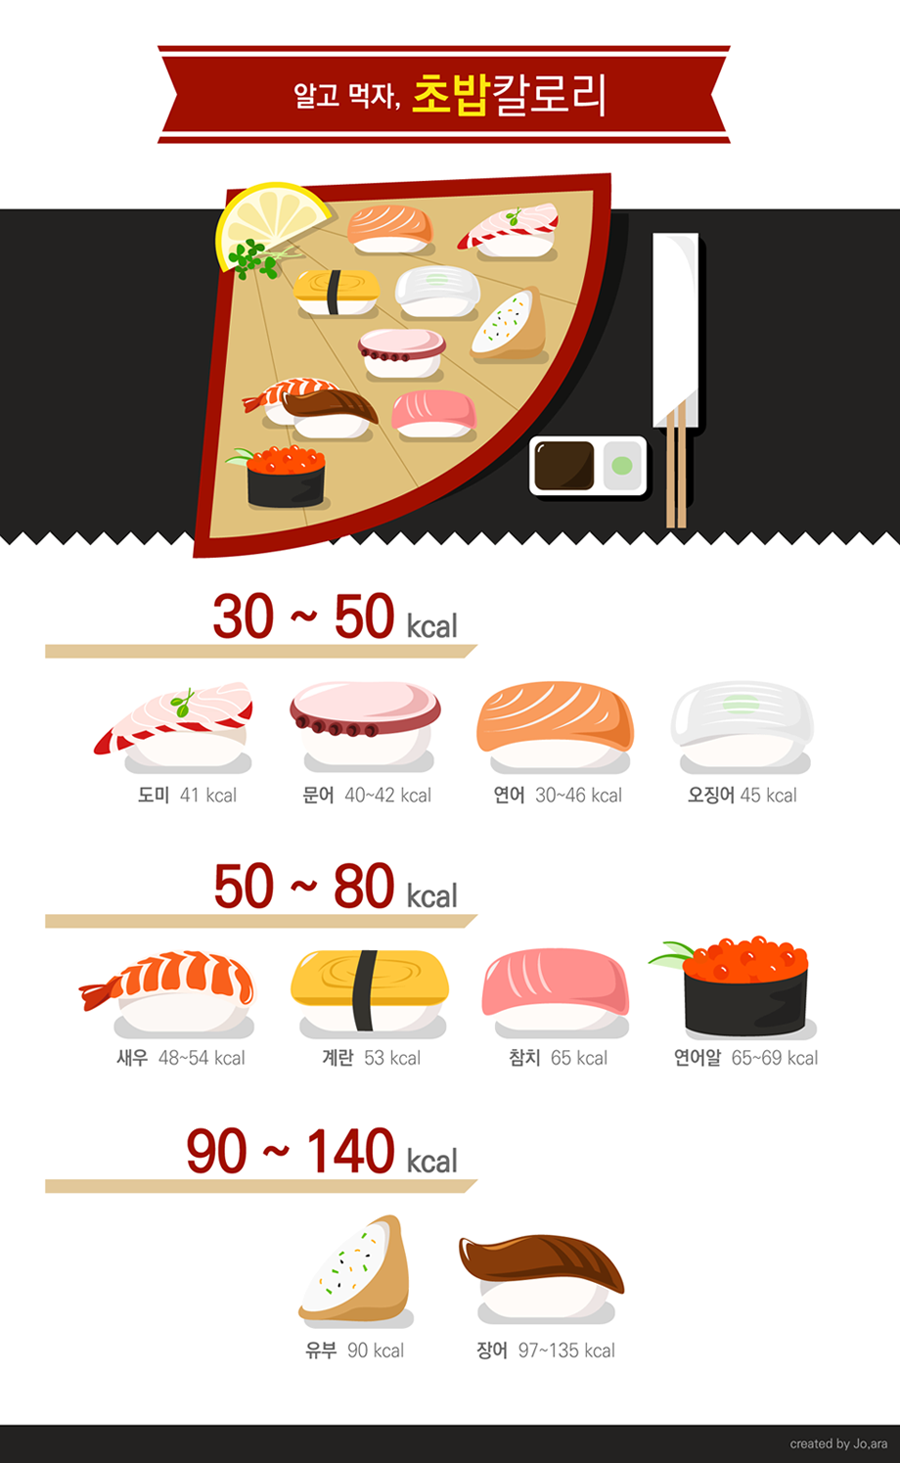 알고 먹자, 초밥칼로리
30 ~ 50 kcal
도미 41 kcal
문어 40~42 kcal
연어 30~46 kcal
오징어 45 kcal
50 ~ 80 kcal
새우 48~54 kcal
계란 53 kcal
참치 65 kcal
연어알 65~69 kcal
90 ~ 140 kcal
유부 90 kcal
장어 97~135 kcal
created by Jo,ara